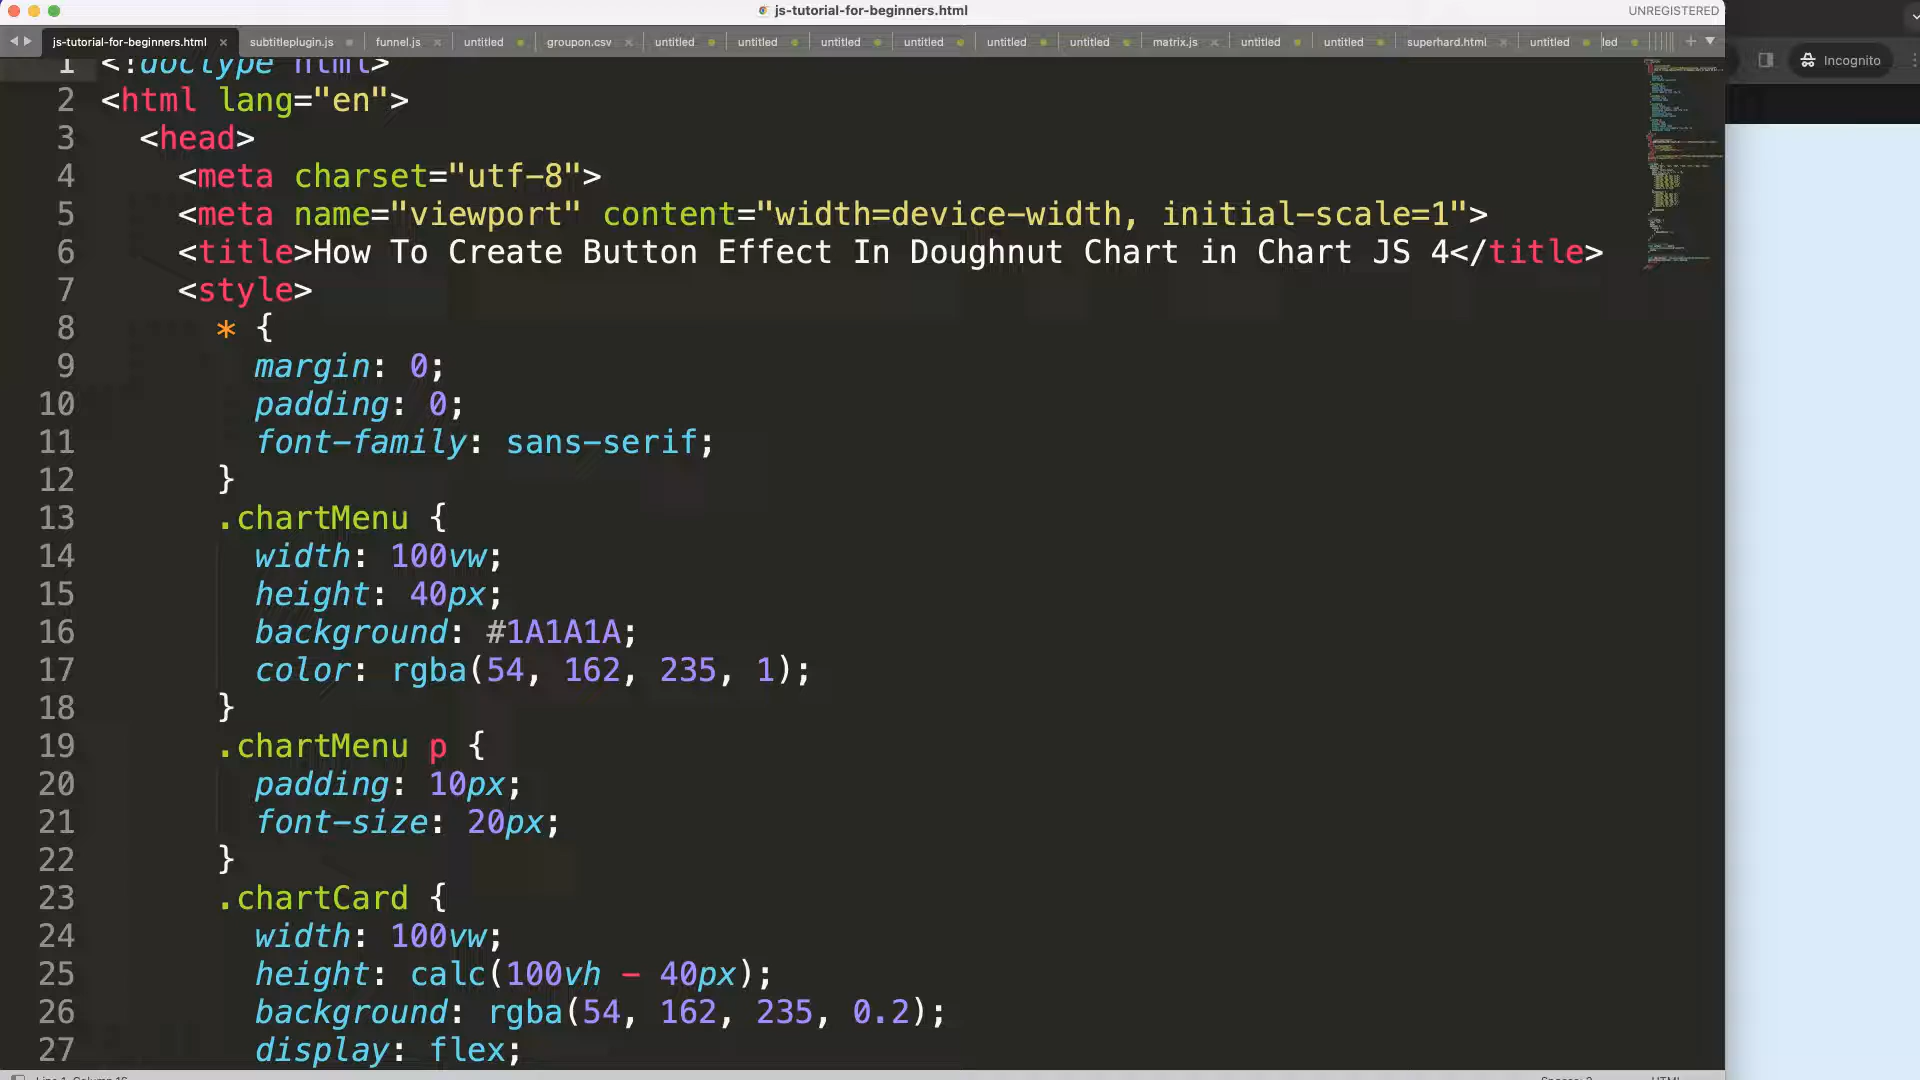 js-tutorial-for-beginners.html
UNREGISTERED
js-tutorial-for-beginners.html subtitleplugin.js funnel.js untitled groupon.csv untitled untitled untitled untitled untitled untitled matrix.js untitled untitled superhard.html untitled led
Incognito
1 <!doctype html>
2 <html lang="en">
3 <head>
4 <meta charset="utf-8">
5 <meta name="viewport" content="width=device-width, initial-scale=1">
6 <title>How To Create Button Effect In Doughnut Chart in Chart JS 4</title>
7 <style>
8 * {
9 margin: 0;
10 padding: 0;
11 font-family: sans-serif;
12 }
13 .chartMenu {
14 width: 100vw;
15 height: 40px;
16 background: #1A1A1A;
17 color: rgba(54, 162, 235, 1);
18 }
19 .chartMenu p {
20 padding: 10px;
21 font-size: 20px;
22 }
23 .chartCard {
24 width: 100vw;
25 height: calc(100vh - 40px);
26 background: rgba(54, 162, 235, 0.2);
27 display: flex;